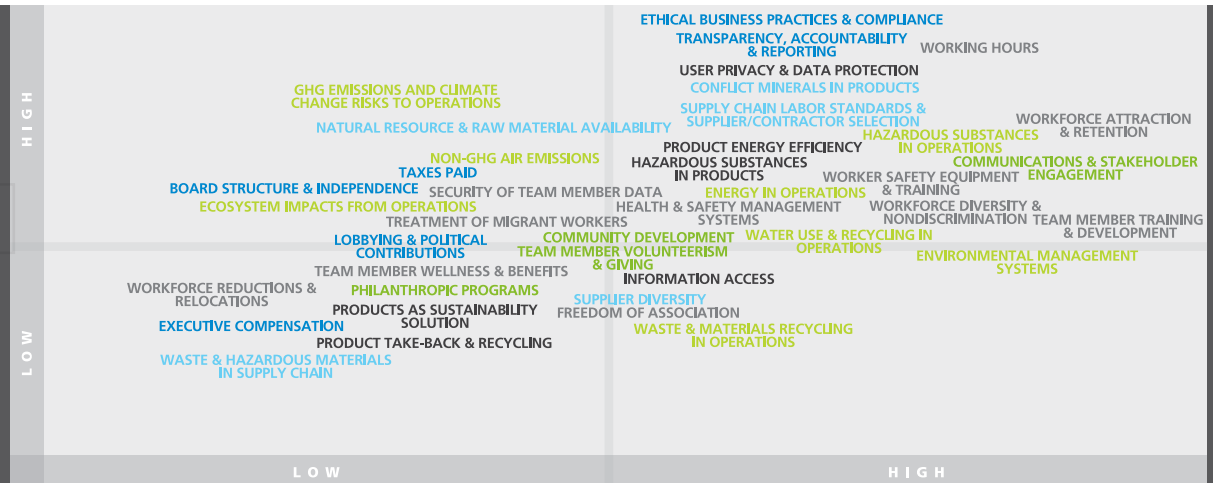 ETHICAL BUSINESS PRACTICES & COMPLIANCE
TRANSPARENCY, ACCOUNTABILITY
& REPORTING
WORKING HOURS
USER PRIVACY & DATA PROTECTION
CONFLICT MINERALS IN PRODUCTS
GHG EMISSIONS AND CLIMATE
CHANGE RISKS TO OPERATIONS
SUPPLY CHAIN LABOR STANDARDS &
SUPPLIER/CONTRACTOR SELECTION
WORKFORCE ATTRACTION
& RETENTION
NATURAL RESOURCE & RAW MATERIAL AVAILABILITY
HAZARDOUS SUBSTANCES
IN OPERATIONS
PRODUCT ENERGY EFFICIENCY
NON-GHG AIR EMISSIONS
HAZARDOUS SUBSTANCES
IN PRODUCTS
COMMUNICATIONS & STAKEHOLDER
ENGAGEMENT
TAXES PAID
WORKER SAFETY EQUIPMENT
& TRAINING
BOARD STRUCTURE & INDEPENDENCE
SECURITY OF TEAM MEMBER DATA
ENERGY IN OPERATIONS
ECOSYSTEM IMPACTS FROM OPERATIONS
HEALTH & SAFETY MANAGEMENT
SYSTEMS
WORKFORCE DIVERSITY &
NONDISCRIMINATION
TEAM MEMBER TRAINING
& DEVELOPMENT
TREATMENT OF MIGRANT WORKERS
LOBBYING & POLITICAL
CONTRIBUTIONS
COMMUNITY DEVELOPMENT
WATER USE & RECYCLING IN
OPERATIONS
TEAM MEMBER VOLUNTEERISM
& GIVING
ENVIRONMENTAL MANAGEMENT
SYSTEMS
TEAM MEMBER WELLNESS & BENEFITS
INFORMATION ACCESS
WORKFORCE REDUCTIONS &
RELOCATIONS
PHILANTHROPIC PROGRAMS
SUPPLIER DIVERSITY
PRODUCTS AS SUSTAINABILITY
SOLUTION
FREEDOM OF ASSOCIATION
EXECUTIVE COMPENSATION
WASTE & MATERIALS RECYCLING
IN OPERATIONS
PRODUCT TAKE-BACK & RECYCLING
WASTE & HAZARDOUS MATERIALS
IN SUPPLY CHAIN
HIGH
LOW
LOW
HIGH